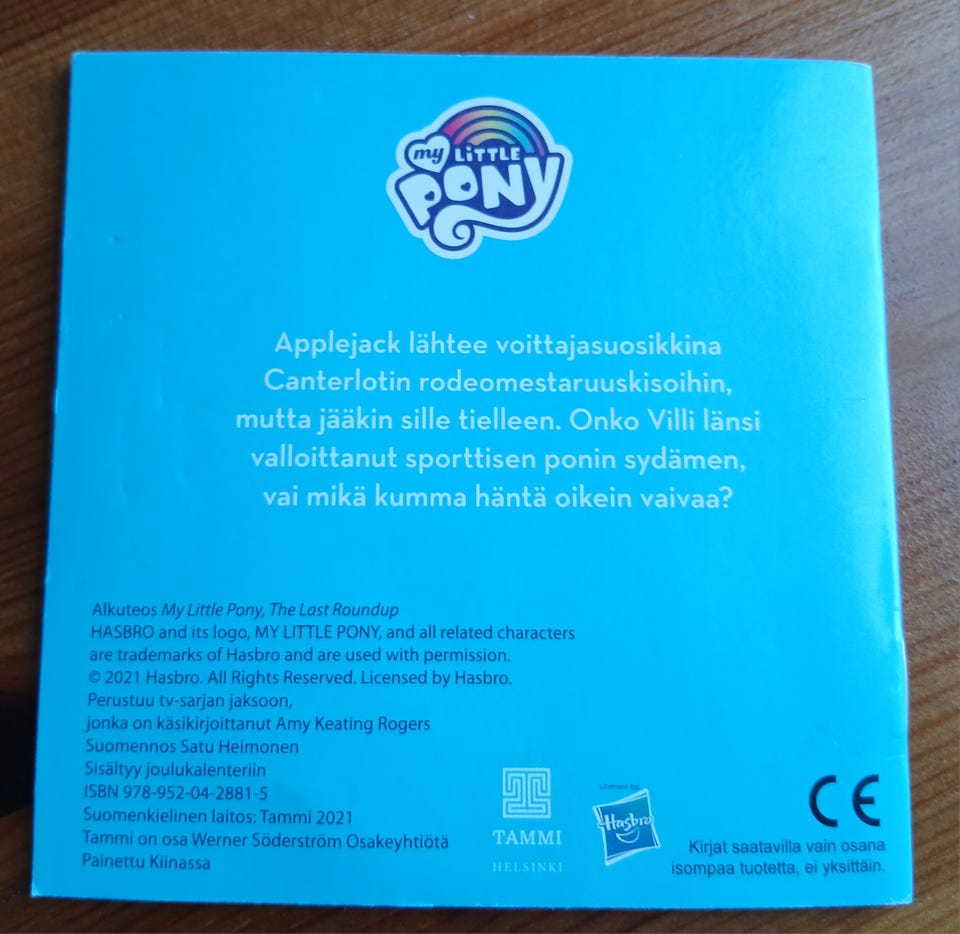 my LiTTLE
PONY
Applejack lähtee voittajasuosikkina
Canterlotin rodeomestaruuskisoihin,
mutta jääkin sille tielleen. Onko Villi länsi
valloittanut sporttisen ponin sydämen,
vai mikä kumma häntä oikein vaivaa?
Alkuteos My Little Pony, The Last Roundup
HASBRO and its logo, MY LITTLE PONY, and all related characters
are trademarks of Hasbro and are used with permission.
© 2021 Hasbro. All Rights Reserved. Licensed by Hasbro.
Perustuu tv-sarjan jaksoon,
jonka on käsikirjoittanut Amy Keating Rogers
Suomennos Satu Heimonen
Sisältyy joulukalenteriin
ISBN 978-952-04-2881-5
Suomenkielinen laitos: Tammi 2021
Tammi on osa Werner Söderström Osakeyhtiötä
Painettu Kiinassa
TAMMI
HELSINKI
Licensed by:
Hasbro
CE
Kirjat saatavilla vain osana
isompaa tuotetta, ei yksittäin.